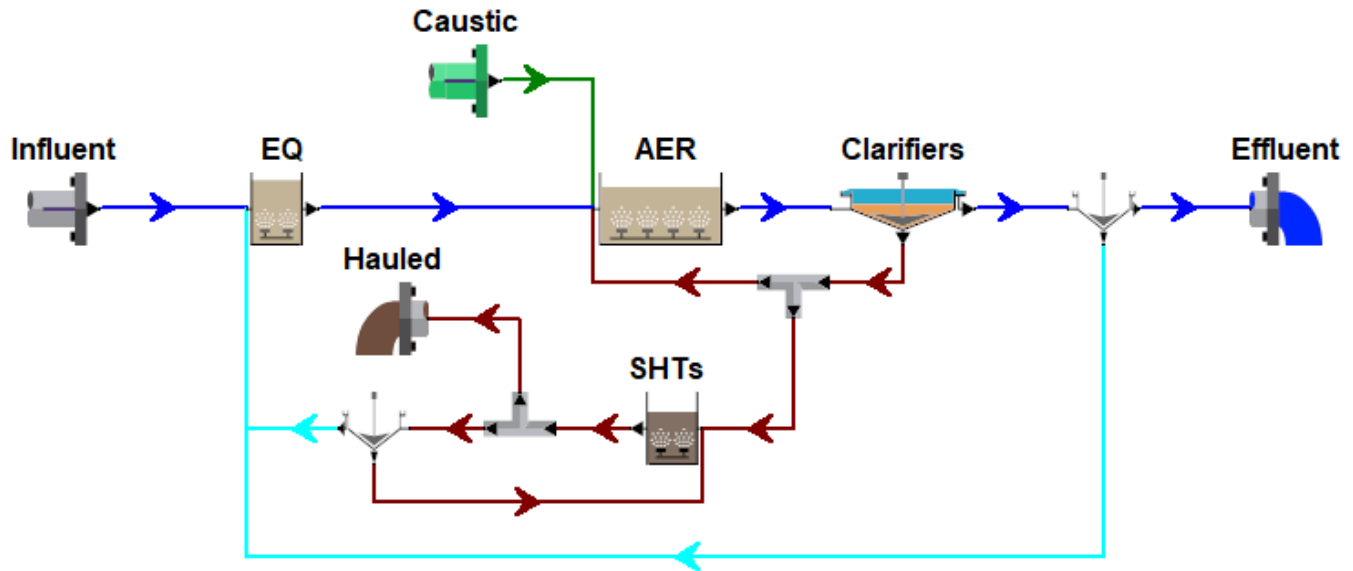 Caustic
Influent
EQ
AER
Clarifiers
Effluent
Hauled
SHTs